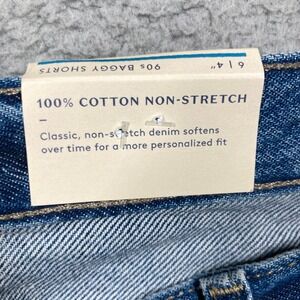 6 | 4"
90s BAGGY SHORTS
100% COTTON NON-STRETCH
Classic, non-stretch denim softens
over time for a more personalized fit